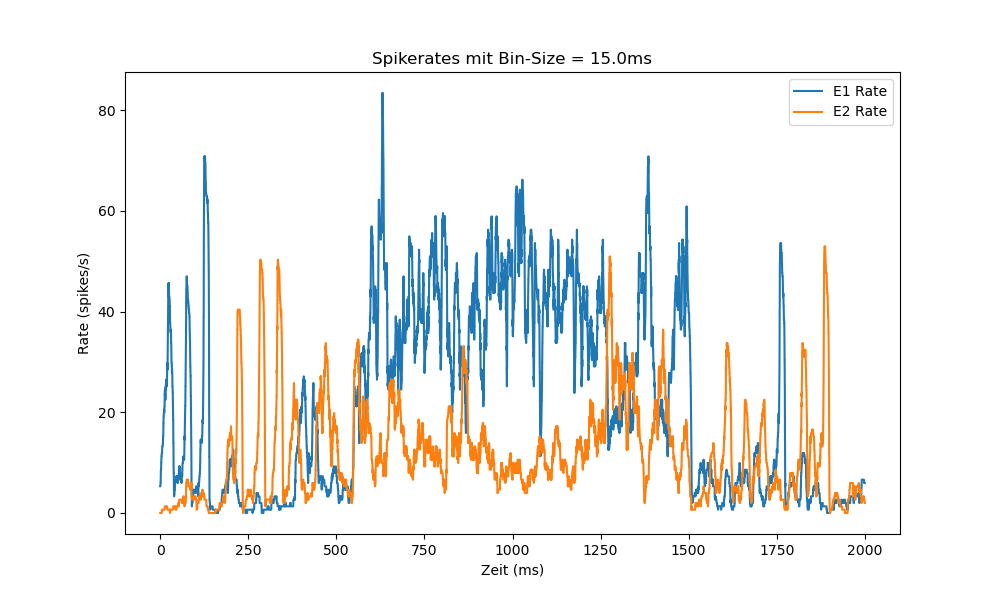 Spikerates mit Bin-Size = 15.0ms
E1 Rate
E2 Rate
80
60
40
20
0
Rate (spikes/s)
0 250 500 750 1000 1250 1500 1750 2000
Zeit (ms)